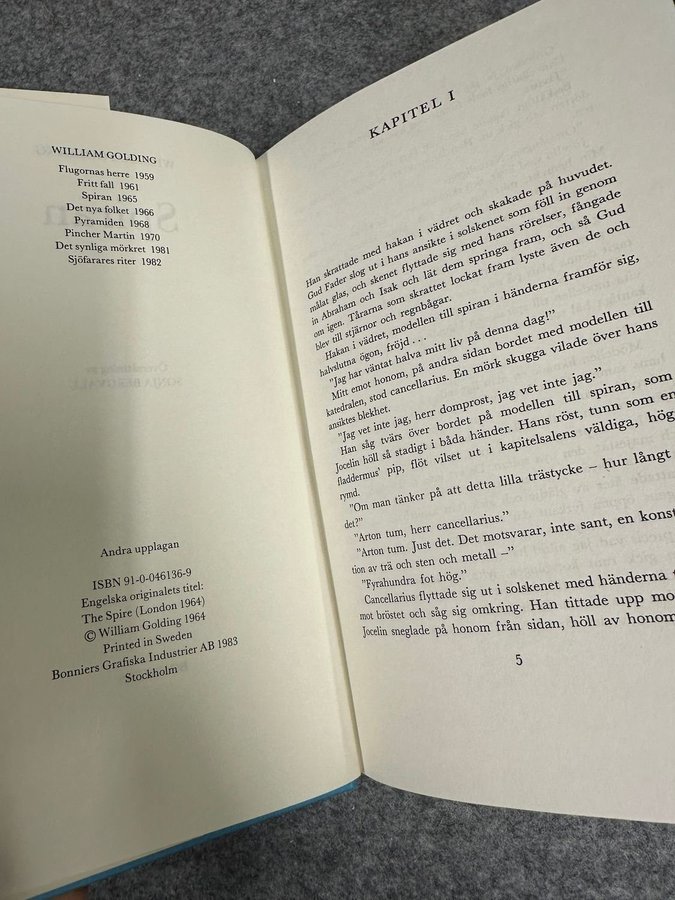 WILLIAM GOLDING
Flugornas herre 1959
Fritt fall 1961
Spiran 1965
Det nya folket 1966
Pyramiden 1968
Pincher Martin 1970
Det synliga mörkret 1981
Sjöfarares riter 1982
Andra upplagan
ISBN 91-0-046136-9
Engelska originalets titel:
The Spire (London 1964)
© William Golding 1964
Printed in Sweden
Bonniers Grafiska Industrier AB 1983
Stockholm
KAPITEL I
Han skrattade med hakan i vädret och skakade på huvudet.
Gud Fader slog ut i hans ansikte i solskenet som föll in genom
målat glas, och skenet flyttade sig med hans rörelser, fångade
in Abraham och Isak och lät dem springa fram, och så Gud
om igen. Tårarna som skrattet lockat fram lyste även de och
blev till stjärnor och regnbågar.
Hakan i vädret, modellen till spiran i händerna framför sig,
halvslutna ögon, fröjd . . .
”Jag har väntat halva mitt liv på denna dag!”
Mitt emot honom, på andra sidan bordet med modellen till
katedralen, stod cancellarius. En mörk skugga vilade över hans
ansiktes blekhet.
”Jag vet inte jag, herr domprost, jag vet inte jag.”
Han såg tvärs över bordet på modellen till spiran, som
Jocelin höll så stadigt i båda händer. Hans röst, tunn som en
fladdermus’ pip, flöt vilset ut i kapitelsalens väldiga, hög
rymd.
”Om man tänker på att detta lilla trästycke – hur långt
det?”
”Arton tum, herr cancellarius.”
”Arton tum. Just det. Det motsvarar, inte sant, en konst
tion av trä och sten och metall –”
”Fyrahundra fot hög.”
Cancellarius flyttade sig ut i solskenet med händerna t
mot bröstet och såg sig omkring. Han tittade upp mo
Jocelin sneglade på honom från sidan, höll av honom
5